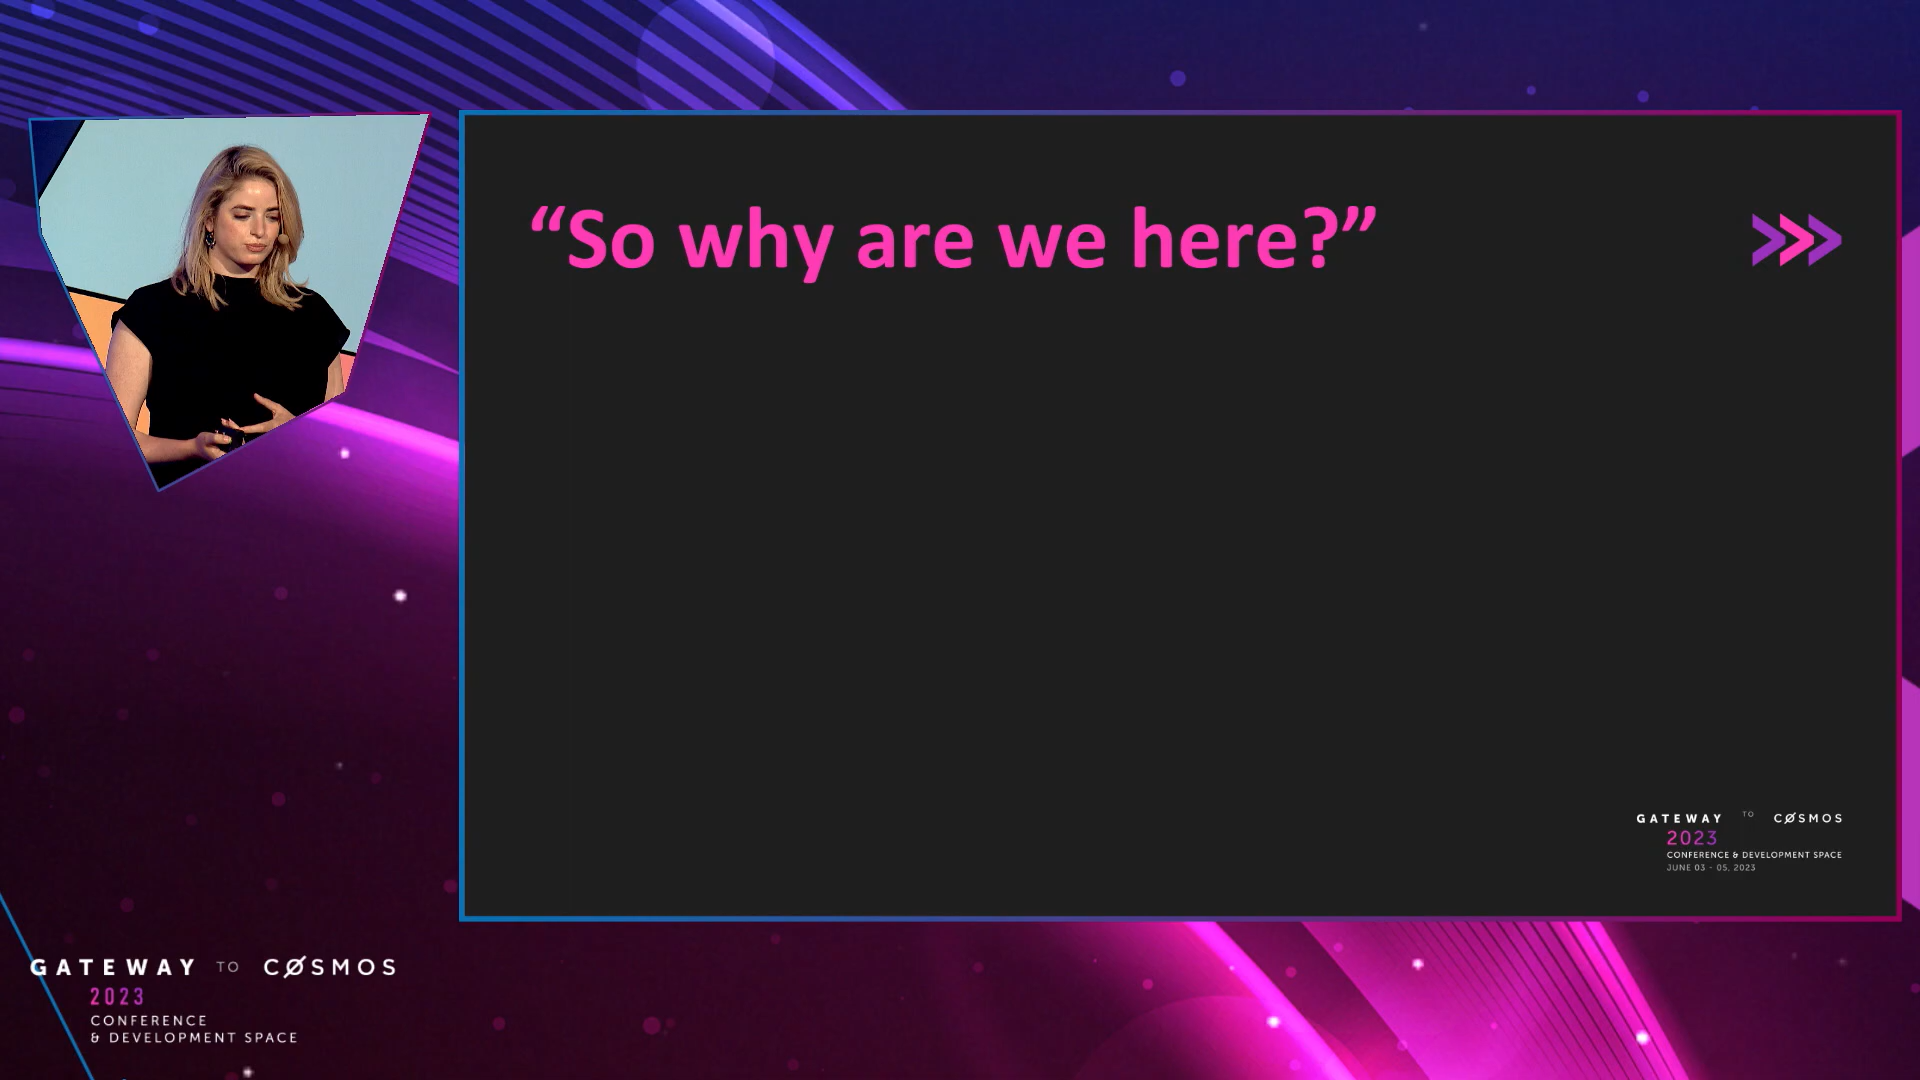 “So why are we here?”
GATEWAY TO CØSMOS
2023
CONFERENCE & DEVELOPMENT SPACE
JUNE 03 - 05, 2023
GATEWAY TO CØSMOS
2023
CONFERENCE
& DEVELOPMENT SPACE